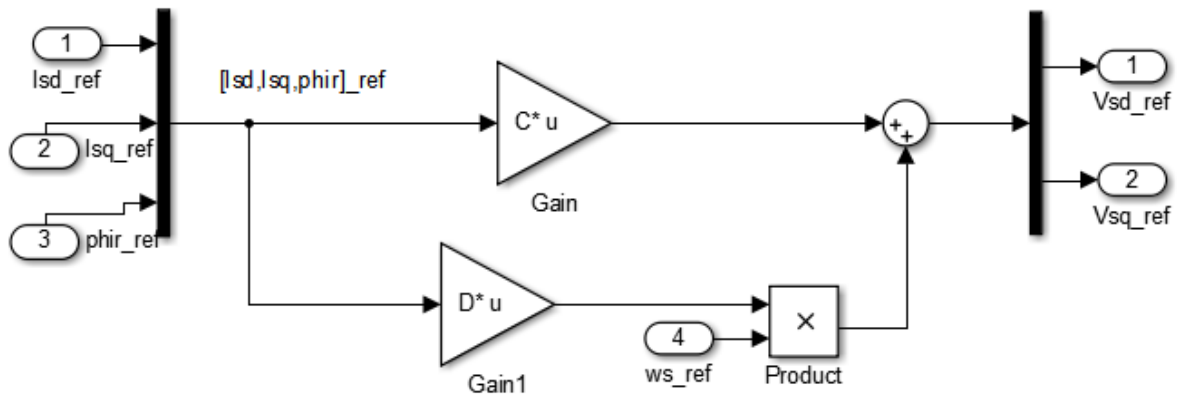 1
Isd_ref
2
Isq_ref
3
phir_ref
[Isd,Isq,phir]_ref
C* u
Gain
D* u
Gain1
4
ws_ref
×
Product
+
+
1
Vsd_ref
2
Vsq_ref